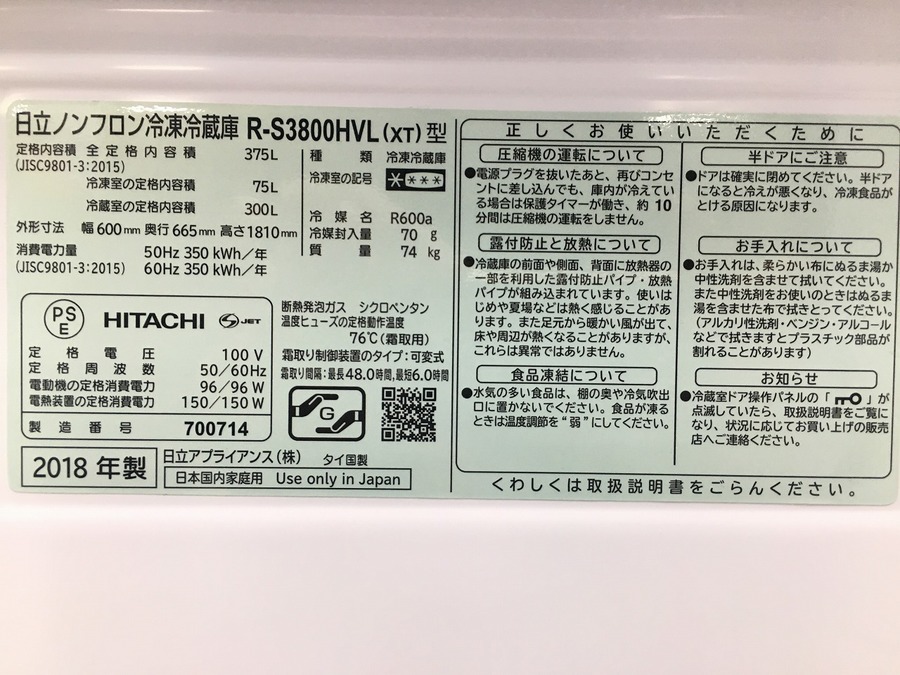 日立ノンフロン冷凍冷蔵庫 R-S3800HVL(XT)型
定格内容積 全定格内容積 375L
(JISC9801-3:2015)
冷凍室の定格内容積 75L
冷蔵室の定格内容積 300L
外形寸法 幅600mm 奥行665mm 高さ1810mm
消費電力量 50Hz 350 kWh/年
(JISC9801-3:2015) 60Hz 350 kWh/年
種類 冷凍冷蔵庫
冷凍室の記号 ****
冷媒名 R600a
冷媒封入量 70 g
質量 74 kg
PS
E
HITACHI S JET
定格電圧 100 V
定格周波数 50/60Hz
電動機の定格消費電力 96/96 W
電熱装置の定格消費電力 150/150 W
製造番号 700714
断熱発泡ガス シクロペンタン
温度ヒューズの定格動作温度
76℃(霜取用)
霜取り制御装置のタイプ:可変式
霜取り間隔:最長48.0時間,最短6.0時間
G
2018 年製
日立アプライアンス(株) タイ国製
日本国内家庭用 Use only in Japan
正しくお使いいただくために
圧縮機の運転について
●電源プラグを抜いたあと、再びコンセ
ントに差し込んでも、庫内が冷えてい
る場合は保護タイマーが働き、約10
分間は圧縮機の運転をしません。
露付防止と放熱について
●冷蔵庫の前面や側面、背面に放熱器の
一部を利用した露付防止パイプ・放熱
パイプが組み込まれています。使いは
じめや夏場などは熱く感じることがあ
ります。また足元から暖かい風が出て、
床や周辺が熱くなることがありますが、
これらは異常ではありません。
食品凍結について
●水気の多い食品は、棚の奥や冷気吹出
口に置かないでください。食品が凍る
ときは温度調節を“弱”にしてください。
半ドアにご注意
●ドアは確実に閉めてください。半ドア
になると冷えが悪くなり、冷凍食品が
とける原因になります。
お手入れについて
●お手入れは、柔らかい布にぬるま湯か
中性洗剤を含ませて拭いてください。
また中性洗剤をお使いのときはぬるま
湯を含ませた布で拭きとってください。
(アルカリ性洗剤・ベンジン・アルコール
などで拭きますとプラスチック部品が
割れることがあります)
お知らせ
●冷蔵室ドア操作パネルの「」が
点滅していたら、取扱説明書をご覧に
なり、状況に応じてお買い上げの販売
店へご連絡ください。
くわしくは取扱説明書をごらんください。